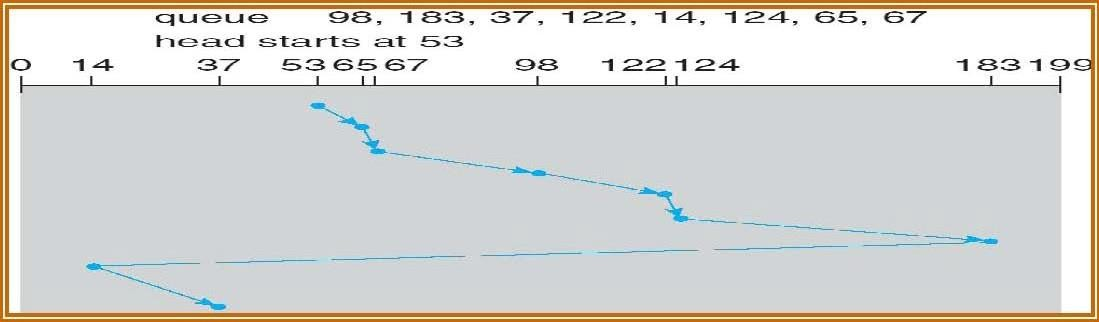 queue 98, 183, 37, 122, 14, 124, 65, 67
head starts at 53
0 14 37 53 65 67 98 122 124 183 199